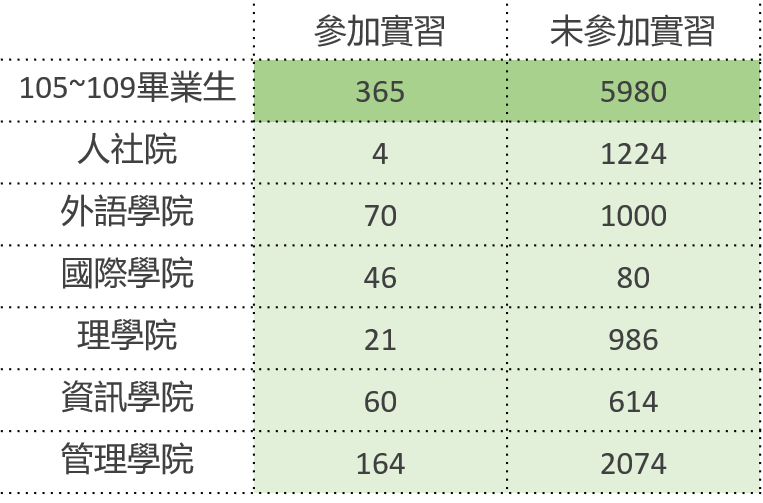 參加實習 未參加實習
105~109畢業生 365 5980
人社院 4 1224
外語學院 70 1000
國際學院 46 80
理學院 21 986
資訊學院 60 614
管理學院 164 2074